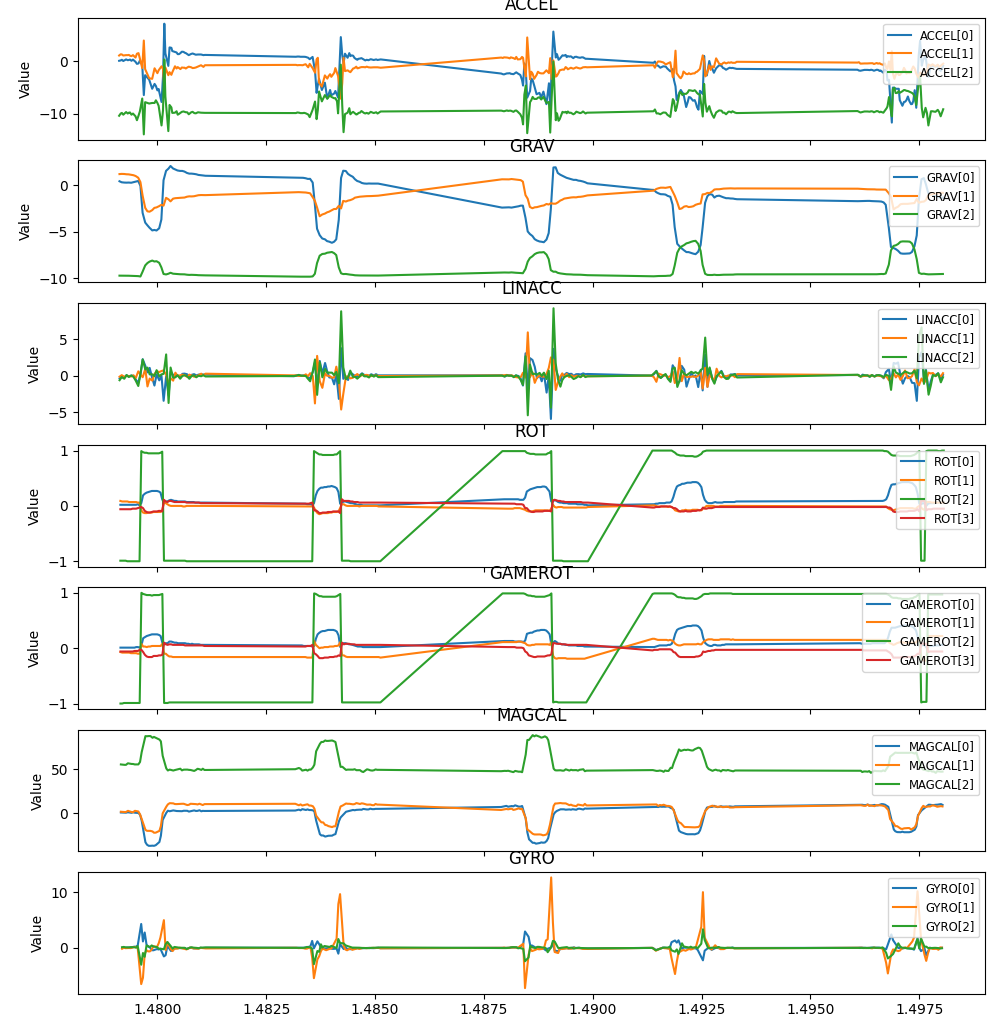 ACCEL
Value
0
−10
ACCEL[0]
ACCEL[1]
ACCEL[2]
GRAV
Value
0
−5
−10
GRAV[0]
GRAV[1]
GRAV[2]
LINACC
Value
5
0
−5
LINACC[0]
LINACC[1]
LINACC[2]
ROT
Value
1
0
−1
ROT[0]
ROT[1]
ROT[2]
ROT[3]
GAMEROT
Value
1
0
−1
GAMEROT[0]
GAMEROT[1]
GAMEROT[2]
GAMEROT[3]
MAGCAL
Value
50
0
MAGCAL[0]
MAGCAL[1]
MAGCAL[2]
GYRO
Value
10
0
GYRO[0]
GYRO[1]
GYRO[2]
1.4800 1.4825 1.4850 1.4875 1.4900 1.4925 1.4950 1.4975